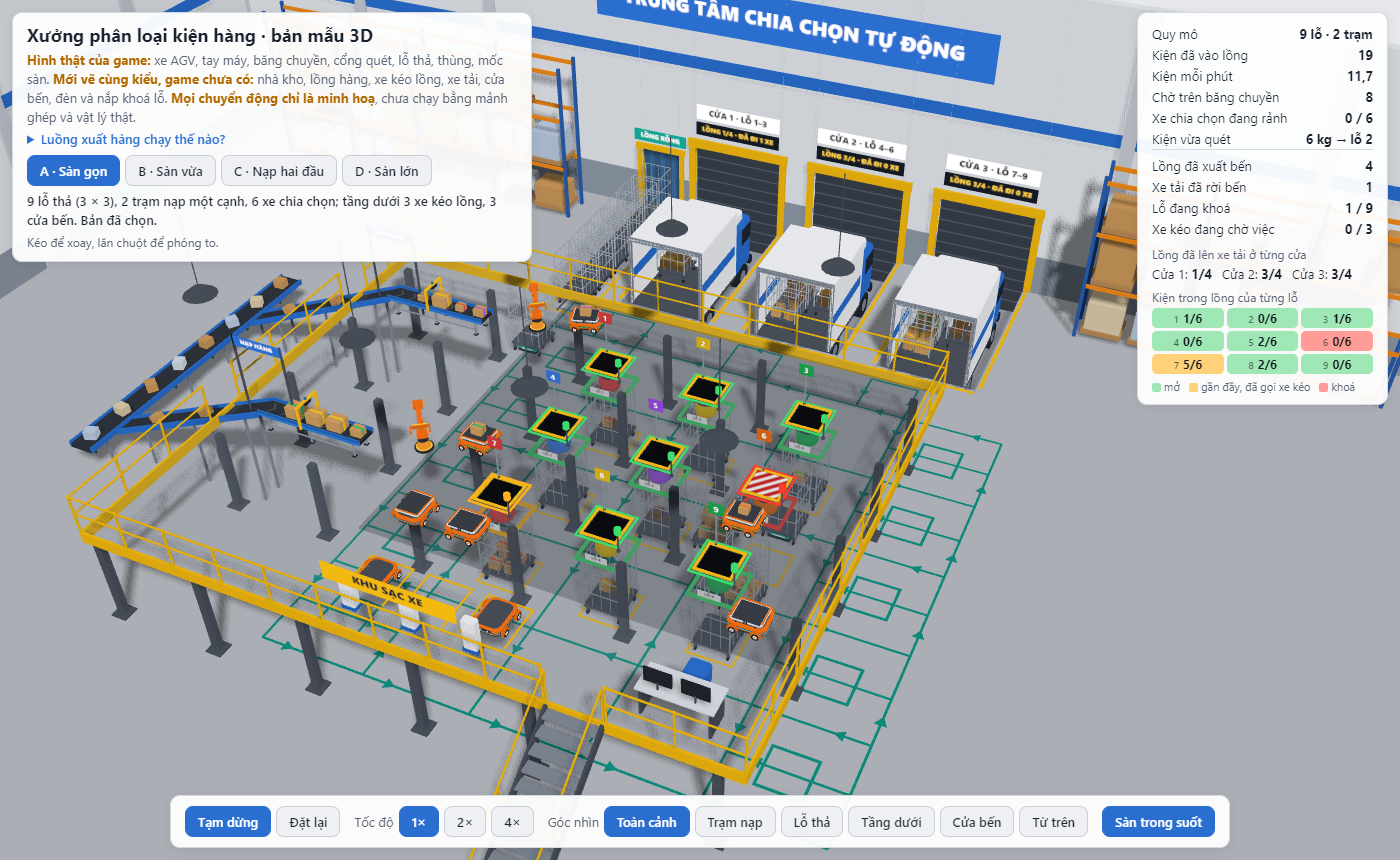 Xưởng phân loại kiện hàng · bản mẫu 3D
Hình thật của game: xe AGV, tay máy, băng chuyền, cổng quét, lỗ thả, thùng, mốc
sàn. Mới vẽ cùng kiểu, game chưa có: nhà kho, lồng hàng, xe kéo lồng, xe tải, cửa
bến, đèn và nắp khoá lỗ. Mọi chuyển động chỉ là minh hoạ, chưa chạy bằng mảnh
ghép và vật lý thật.
▶ Luồng xuất hàng chạy thế nào?
A · Sàn gọn
B · Sàn vừa
C · Nạp hai đầu
D · Sàn lớn
9 lỗ thả (3 × 3), 2 trạm nạp một cạnh, 6 xe chia chọn; tầng dưới 3 xe kéo lồng, 3
cửa bến. Bản đã chọn.
Kéo để xoay, lăn chuột để phóng to.
TRUNG TÂM CHIA CHỌN TỰ ĐỘNG
LỒNG RỖNG
CỬA 1 · LỖ 1–3
LỒNG 1/4 · ĐÃ ĐI 1 XE
CỬA 2 · LỖ 4–6
LỒNG 3/4 · ĐÃ ĐI 0 XE
CỬA 3 · LỖ 7–9
LỒNG 3/4 · ĐÃ ĐI 0 XE
Quy mô 9 lỗ · 2 trạm
Kiện đã vào lồng 19
Kiện mỗi phút 11,7
Chờ trên băng chuyền 8
Xe chia chọn đang rảnh 0 / 6
Kiện vừa quét 6 kg → lỗ 2
Lồng đã xuất bến 4
Xe tải đã rời bến 1
Lỗ đang khoá 1 / 9
Xe kéo đang chờ việc 0 / 3
Lồng đã lên xe tải ở từng cửa
Cửa 1: 1/4 Cửa 2: 3/4 Cửa 3: 3/4
Kiện trong lồng của từng lỗ
1 1/6 2 0/6 3 1/6
4 0/6 5 2/6 6 0/6
7 5/6 8 2/6 9 0/6
mở gần đầy, đã gọi xe kéo khoá
NẠP HÀNG
1
2
3
4
5
6
7
8
9
KHU SẠC XE
Tạm dừng
Đặt lại
Tốc độ
1×
2×
4×
Góc nhìn
Toàn cảnh
Trạm nạp
Lỗ thả
Tầng dưới
Cửa bến
Từ trên
Sàn trong suốt